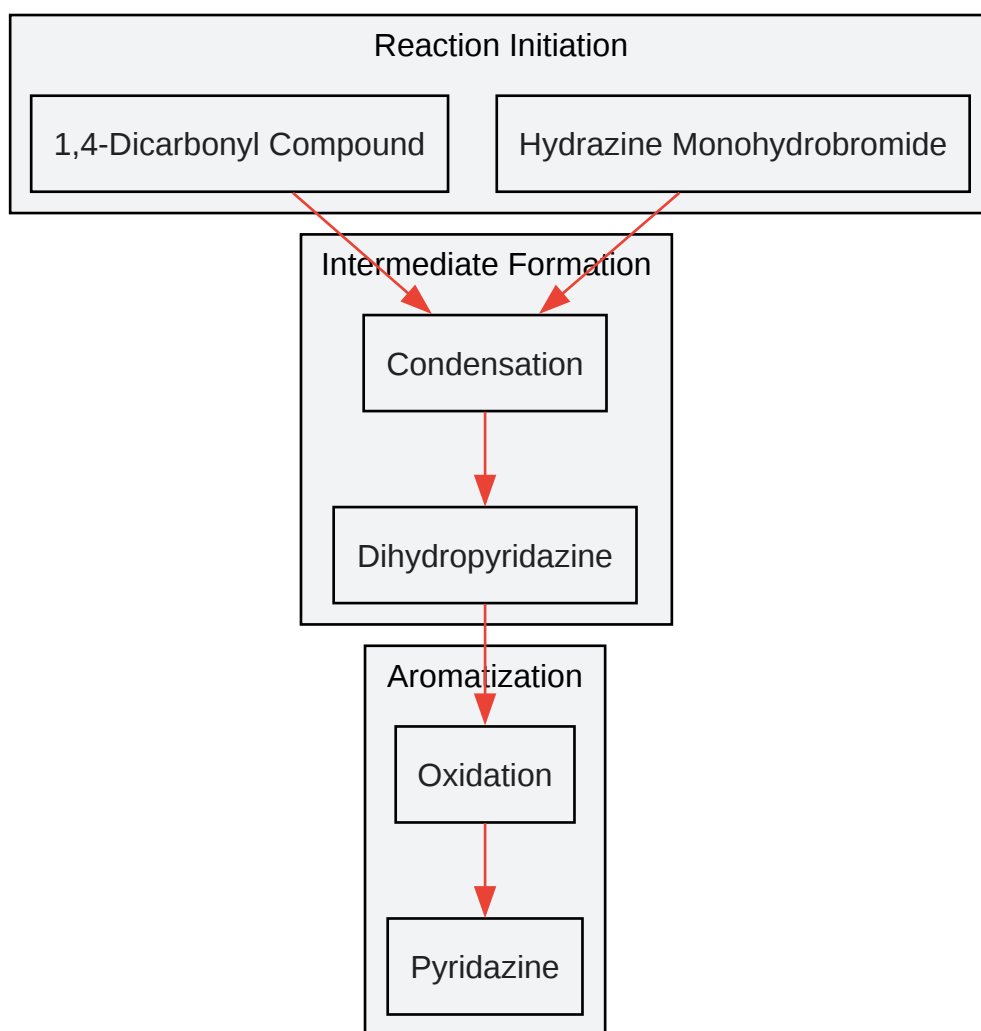 Reaction Initiation
1,4-Dicarbonyl Compound
Hydrazine Monohydrobromide
Intermediate Formation
Condensation
Dihydropyridazine
Aromatization
Oxidation
Pyridazine